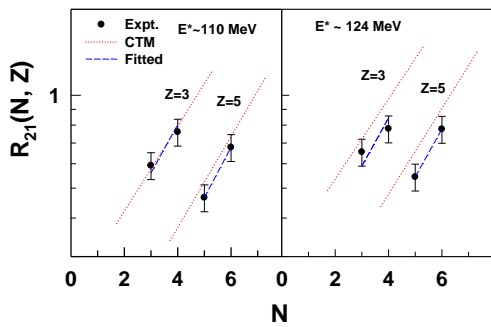 Expt.
CTM
Fitted
E*~110 MeV
E* ~ 124 MeV
Z=3
Z=5
Z=3
Z=5
1
R21(N, Z)
0 2 4 6 0 2 4 6
N